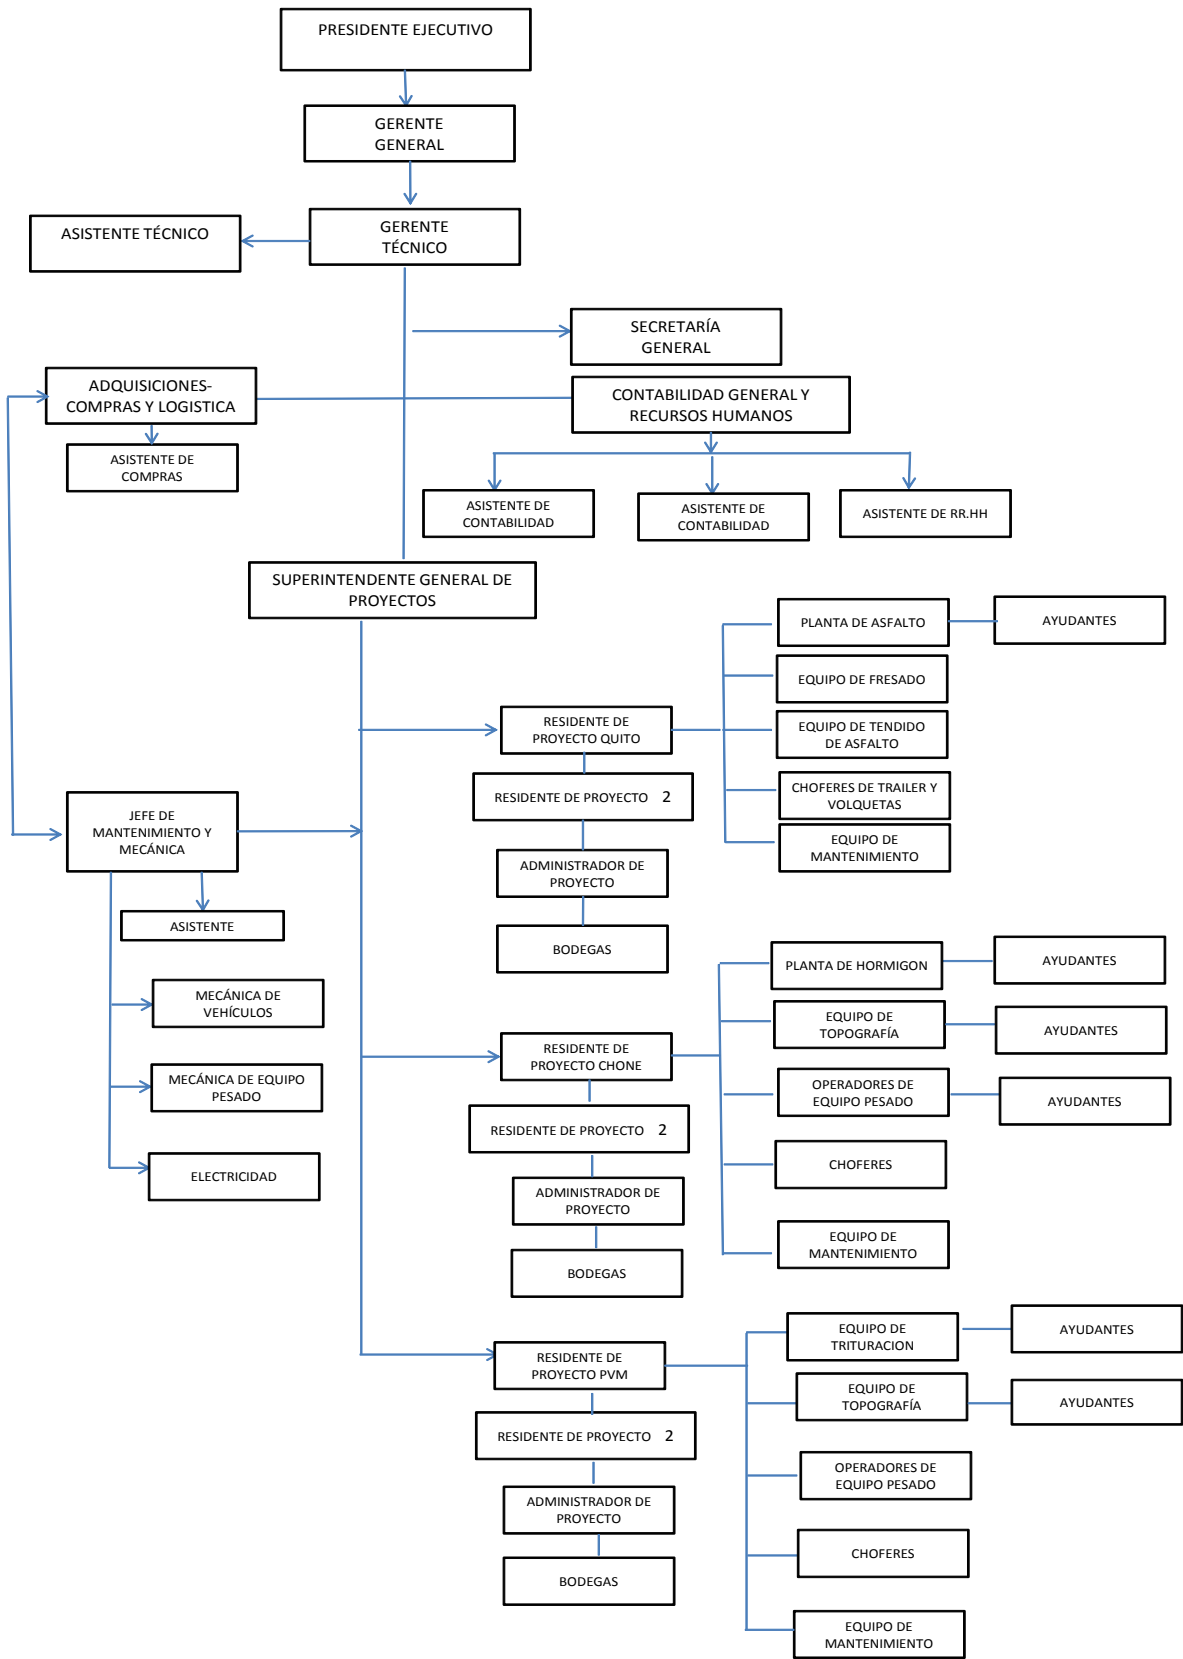 PRESIDENTE EJECUTIVO
GERENTE
GENERAL
GERENTE
TÉCNICO
ASISTENTE TÉCNICO
SECRETARÍA
GENERAL
ADQUISICIONES-
COMPRAS Y LOGISTICA
CONTABILIDAD GENERAL Y
RECURSOS HUMANOS
ASISTENTE DE
COMPRAS
ASISTENTE DE
CONTABILIDAD
ASISTENTE DE
CONTABILIDAD
ASISTENTE DE RR.HH
SUPERINTENDENTE GENERAL DE
PROYECTOS
PLANTA DE ASFALTO
AYUDANTES
EQUIPO DE FRESADO
RESIDENTE DE
PROYECTO QUITO
EQUIPO DE TENDIDO
DE ASFALTO
RESIDENTE DE PROYECTO 2
CHOFERES DE TRAILER Y
VOLQUETAS
JEFE DE
MANTENIMIENTO Y
MECÁNICA
EQUIPO DE
MANTENIMIENTO
ADMINISTRADOR DE
PROYECTO
ASISTENTE
BODEGAS
PLANTA DE HORMIGON
AYUDANTES
MECÁNICA DE
VEHÍCULOS
EQUIPO DE
TOPOGRAFÍA
AYUDANTES
RESIDENTE DE
PROYECTO CHONE
MECÁNICA DE EQUIPO
PESADO
OPERADORES DE
EQUIPO PESADO
AYUDANTES
RESIDENTE DE PROYECTO 2
ELECTRICIDAD
CHOFERES
ADMINISTRADOR DE
PROYECTO
EQUIPO DE
MANTENIMIENTO
BODEGAS
EQUIPO DE
TRITURACION
AYUDANTES
RESIDENTE DE
PROYECTO PVM
EQUIPO DE
TOPOGRAFÍA
AYUDANTES
RESIDENTE DE PROYECTO 2
OPERADORES DE
EQUIPO PESADO
ADMINISTRADOR DE
PROYECTO
CHOFERES
BODEGAS
EQUIPO DE
MANTENIMIENTO